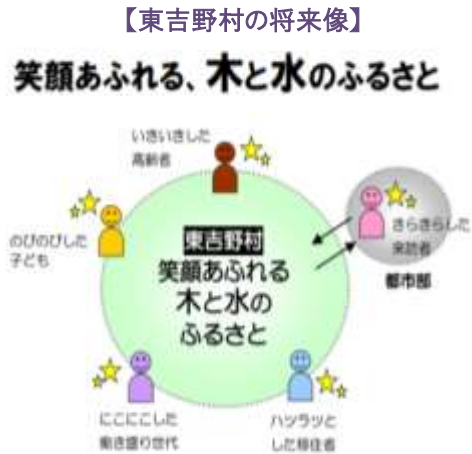 【東吉野村の将来像】
笑顔あふれる、木と水のふるさと
いきいきした
高齢者
のびのびした
子ども
きらきらした
来訪者
都市部
東吉野村
笑顔あふれる
木と水の
ふるさと
にこにこした
働き盛り世代
ハツラツと
した移住者